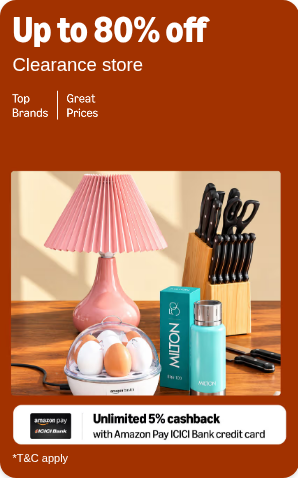 Up to 80% off
Clearance store
Top Brands
Great Prices
MILTON
amazon pay
ICICI Bank
Unlimited 5% cashback
with Amazon Pay ICICI Bank credit card
*T&C apply